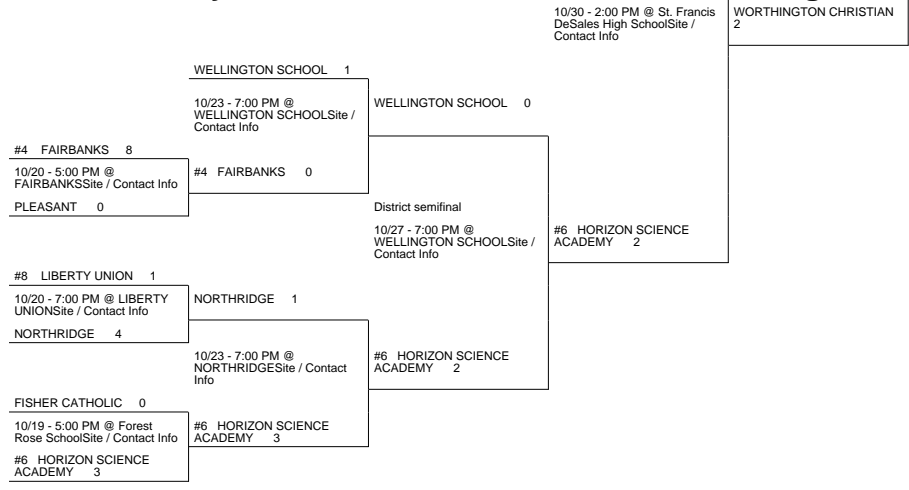 10/30 - 2:00 PM @ St. Francis
DeSales High SchoolSite /
Contact Info
WORTHINGTON CHRISTIAN
2
WELLINGTON SCHOOL 1
10/23 - 7:00 PM @
WELLINGTON SCHOOLSite /
Contact Info
WELLINGTON SCHOOL 0
#4 FAIRBANKS 8
10/20 - 5:00 PM @
FAIRBANKSSite / Contact Info
#4 FAIRBANKS 0
PLEASANT 0
District semifinal
10/27 - 7:00 PM @
WELLINGTON SCHOOLSite /
Contact Info
#6 HORIZON SCIENCE
ACADEMY 2
#8 LIBERTY UNION 1
10/20 - 7:00 PM @ LIBERTY
UNIONSite / Contact Info
NORTHRIDGE 1
NORTHRIDGE 4
10/23 - 7:00 PM @
NORTHRIDGESite / Contact
Info
#6 HORIZON SCIENCE
ACADEMY 2
FISHER CATHOLIC 0
10/19 - 5:00 PM @ Forest
Rose SchoolSite / Contact Info
#6 HORIZON SCIENCE
ACADEMY 3
#6 HORIZON SCIENCE
ACADEMY 3